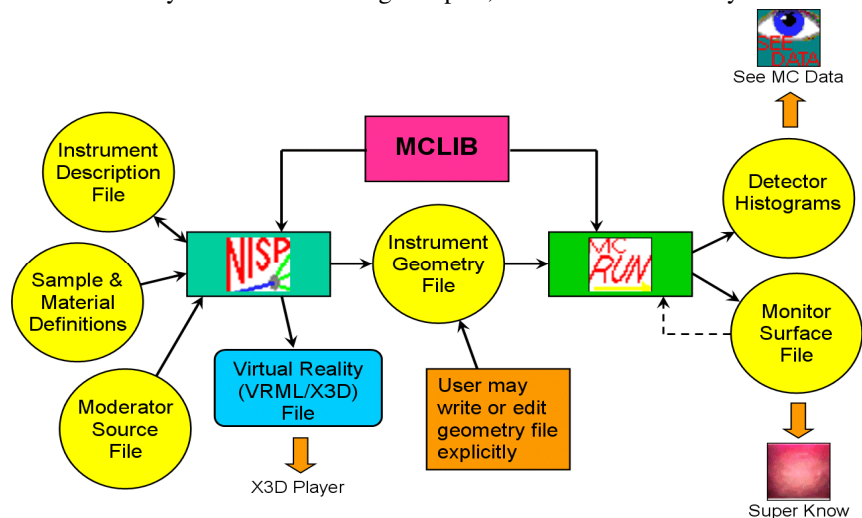 SEE
DATA
See MC Data
MCLIB
Instrument
Description
File
Detector
Histograms
NISP
Instrument
Geometry
File
MC
RUN
Sample &
Material
Definitions
Monitor
Surface
File
Virtual Reality
(VRML/X3D)
File
User may
write or edit
geometry file
explicitly
Moderator
Source
File
X3D Player
Super Know